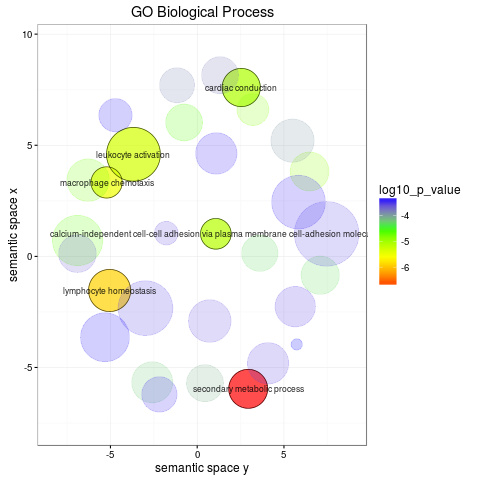 GO Biological Process
10
5
0
-5
semantic space x
-5
0
5
semantic space y
cardiac conduction
leukocyte activation
macrophage chemotaxis
calcium-independent cell-cell adhesion via plasma membrane cell-adhesion molec
lymphocyte homeostasis
secondary metabolic process
log10_p_value
-4
-5
-6